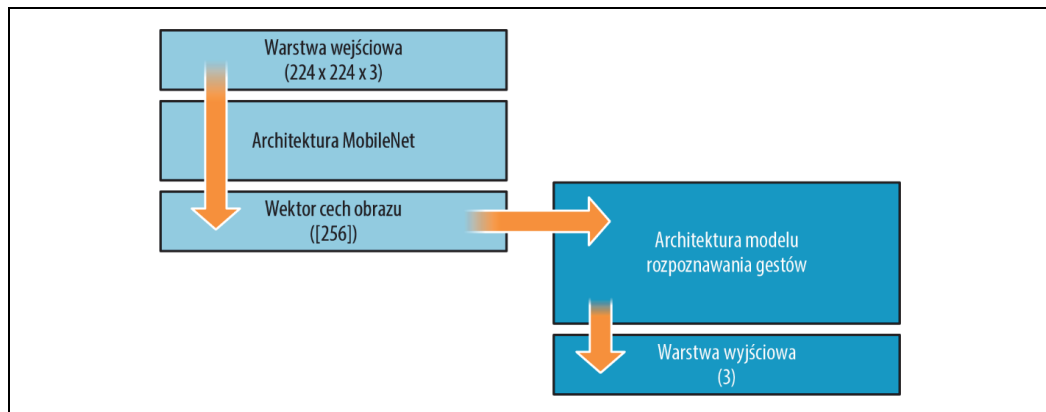 Warstwa wejściowa
(224 x 224 x 3)
Architektura MobileNet
Wektor cech obrazu
([256])
Architektura modelu
rozpoznawania gestów
Warstwa wyjściowa
(3)